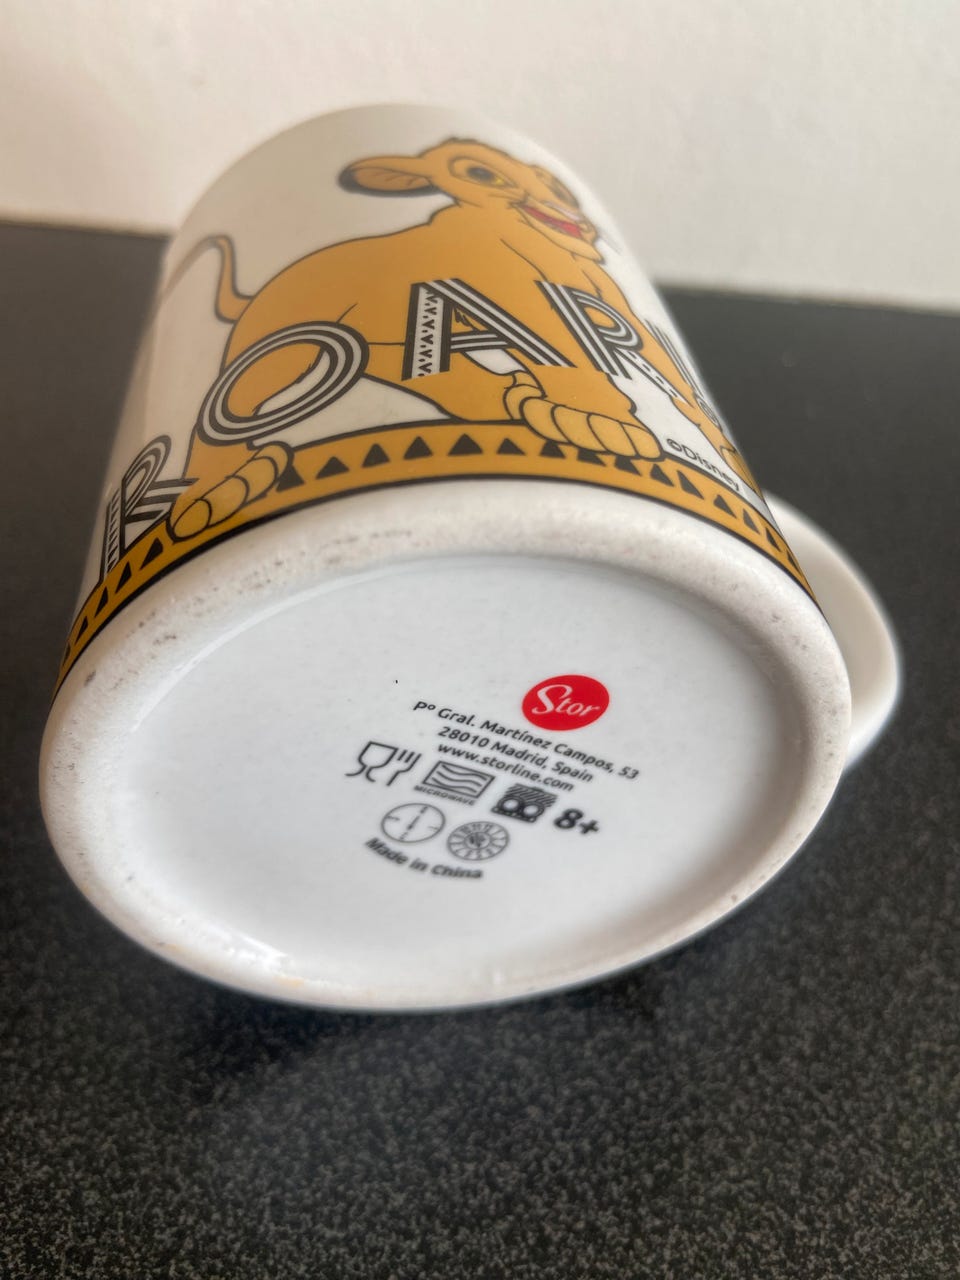 ROAR!
©Disney
Stor
Pº Gral. Martínez Campos, 53
28010 Madrid, Spain
www.storline.com
MICROWAVE
8+
Made in China